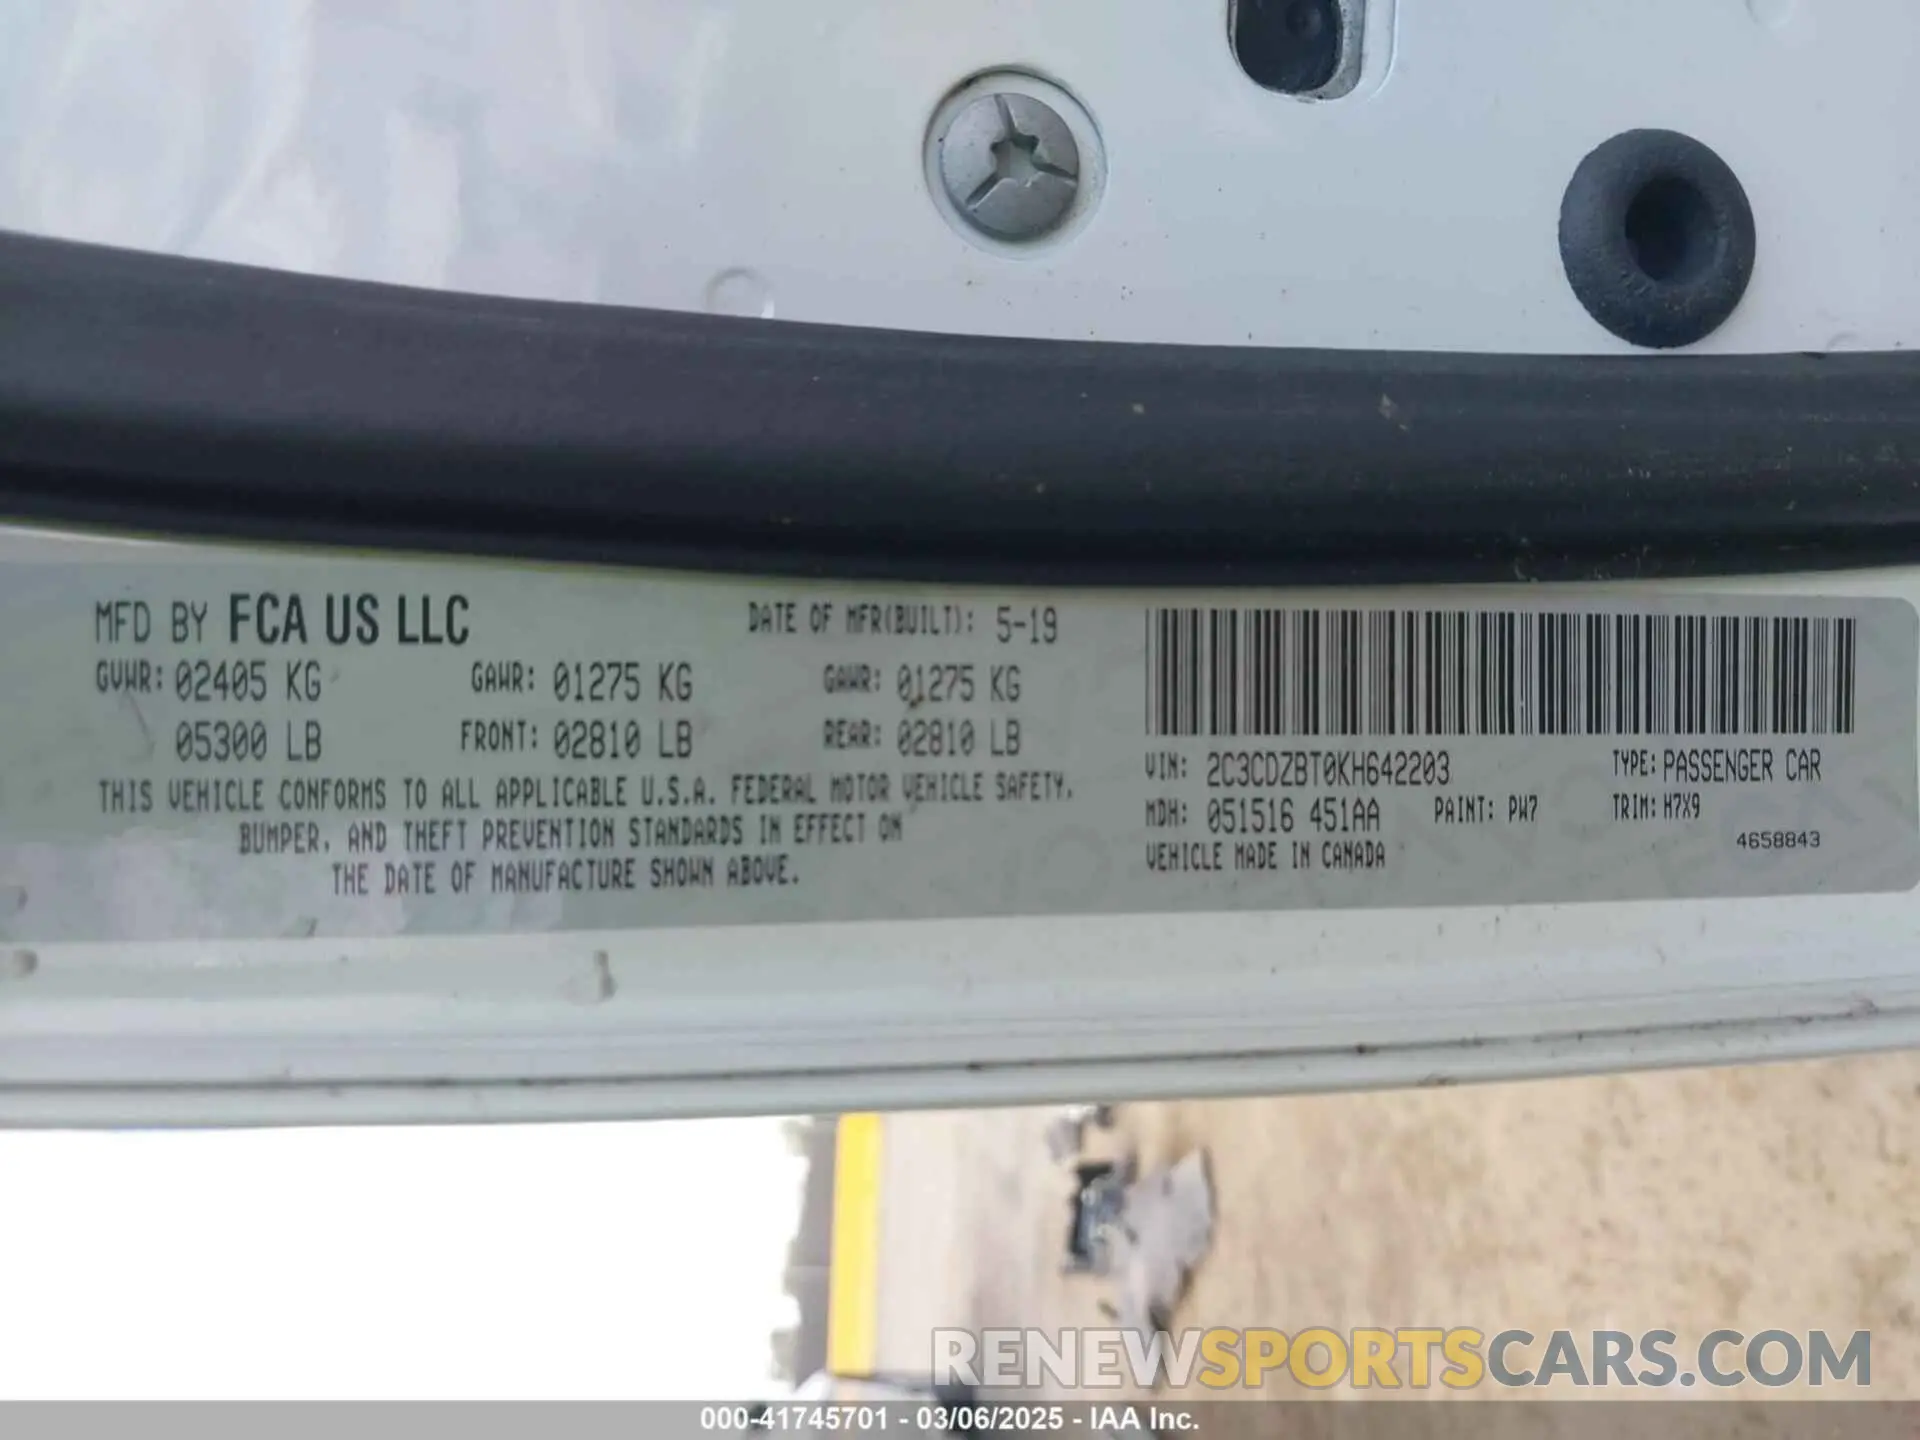 MFD BY FCA US LLC
DATE OF MFR(BUILT): 5-19
GVWR: 02405 KG
GAWR: 01275 KG
GAWR: 01275 KG
05300 LB
FRONT: 02810 LB
REAR: 02810 LB
THIS VEHICLE CONFORMS TO ALL APPLICABLE U.S.A. FEDERAL MOTOR VEHICLE SAFETY,
BUMPER, AND THEFT PREVENTION STANDARDS IN EFFECT ON
THE DATE OF MANUFACTURE SHOWN ABOVE.
VIN: 2C3CDZBT0KH642203
TYPE: PASSENGER CAR
MDH: 051516 451AA
PAINT: PW7
TRIM: H7X9
4658843
VEHICLE MADE IN CANADA
RENEWSPORTSCARS.COM
000-41745701 - 03/06/2025 - IAA Inc.